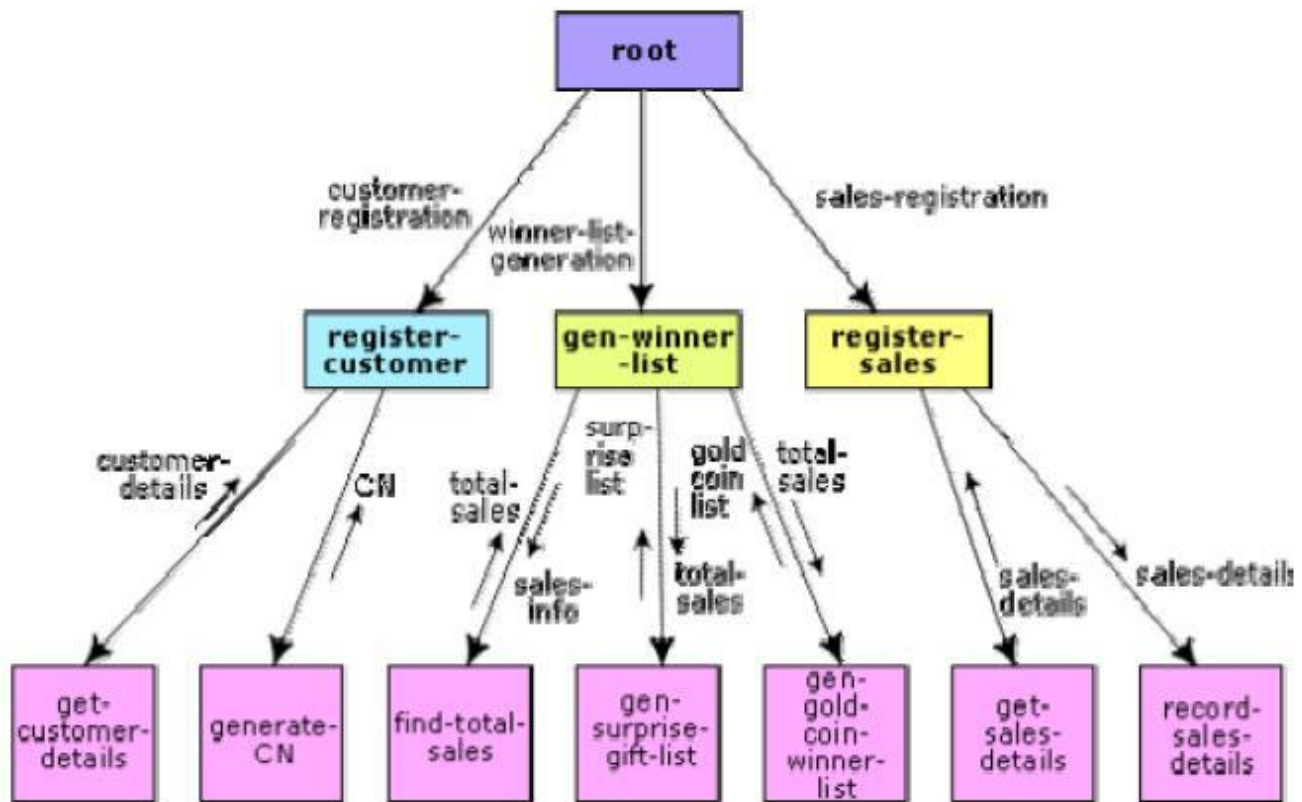 root
customer-
registration
winner-list-
generation
sales-registration
register-
customer
gen-winner
-list
register-
sales
customer-
details
CN
total-
sales
sales-
info
surp-
rise
list
total-
sales
gold
coin
list
total-
sales
sales-
details
sales-details
get-
customer-
details
generate-
CN
find-total-
sales
gen-
surprise-
gift-list
gen-
gold-
coin-
winner-
list
get-
sales-
details
record-
sales-
details